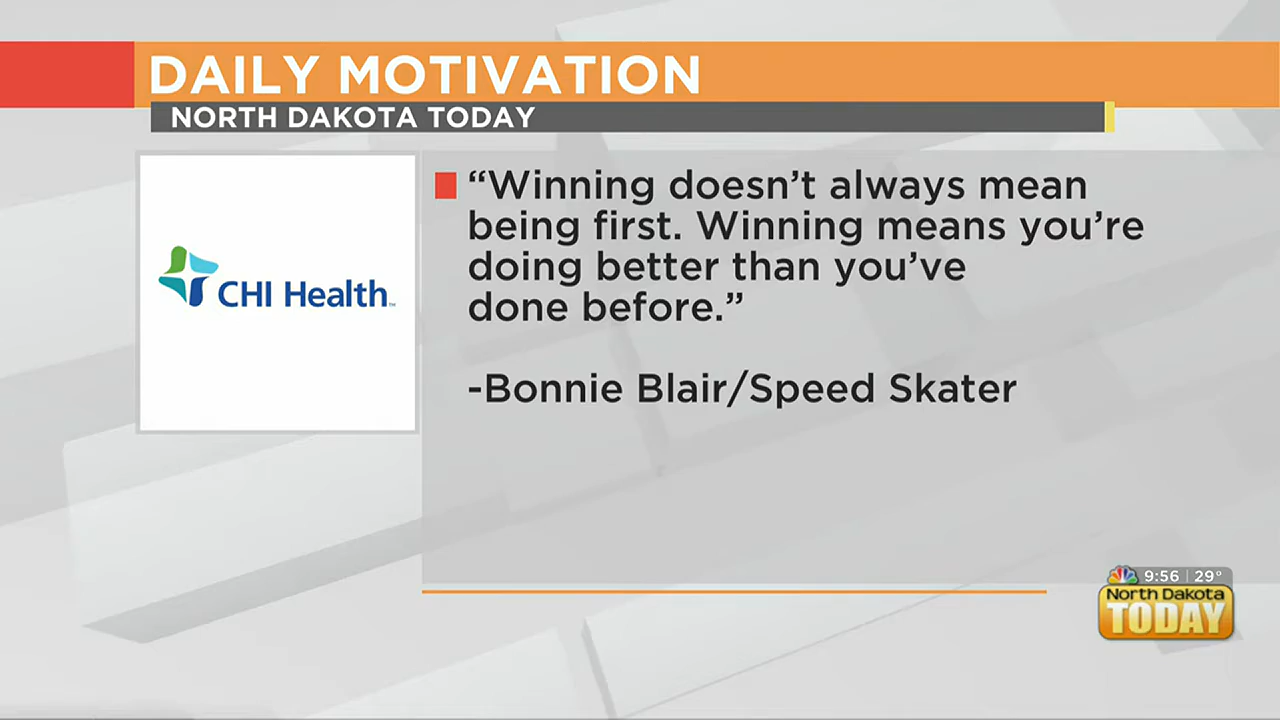 DAILY MOTIVATION
NORTH DAKOTA TODAY
CHI Health™
“Winning doesn’t always mean
being first. Winning means you’re
doing better than you’ve
done before.”
-Bonnie Blair/Speed Skater
9:56 | 29°
North Dakota
TODAY